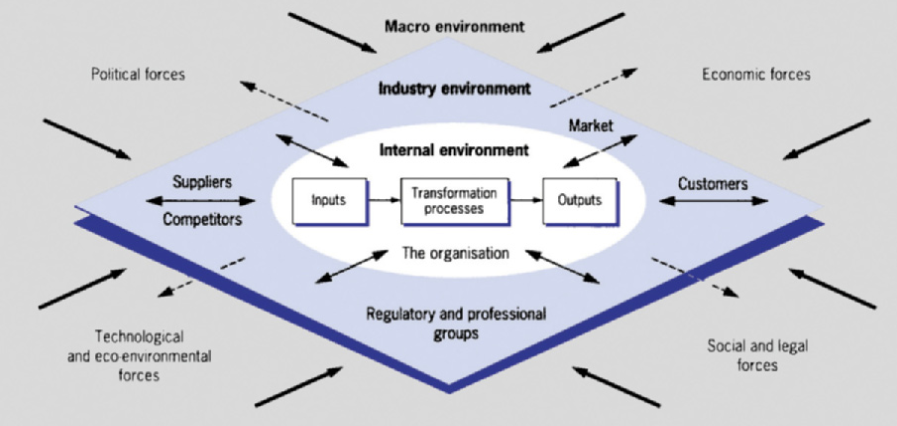 Macro environment
Political forces
Economic forces
Industry environment
Market
Internal environment
Suppliers
Competitors
Inputs
Transformation
processes
Outputs
Customers
The organisation
Regulatory and professional
groups
Technological
and eco-environmental
forces
Social and legal
forces